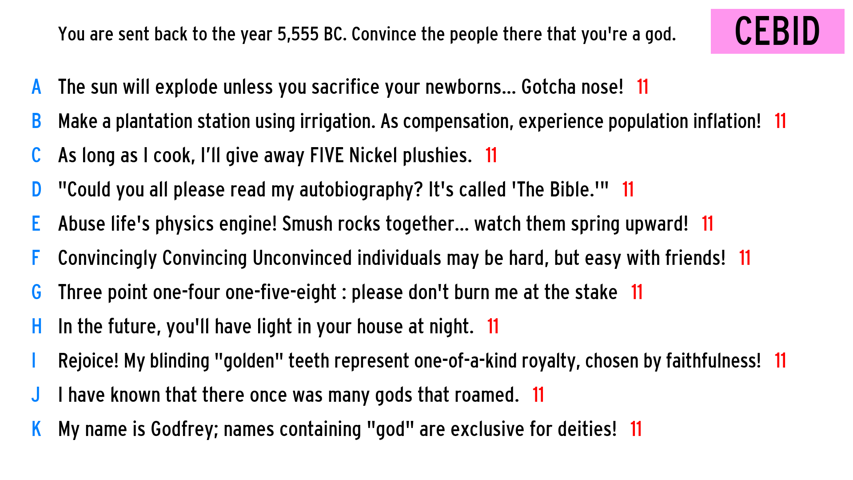 You are sent back to the year 5,555 BC. Convince the people there that you're a god.
CEBID
A The sun will explode unless you sacrifice your newborns... Gotcha nose! 11
B Make a plantation station using irrigation. As compensation, experience population inflation! 11
C As long as I cook, I'll give away FIVE Nickel plushies. 11
D "Could you all please read my autobiography? It's called 'The Bible.'" 11
E Abuse life's physics engine! Smush rocks together... watch them spring upward! 11
F Convincingly Convincing Unconvinced individuals may be hard, but easy with friends! 11
G Three point one-four one-five-eight : please don't burn me at the stake 11
H In the future, you'll have light in your house at night. 11
I Rejoice! My blinding "golden" teeth represent one-of-a-kind royalty, chosen by faithfulness! 11
J I have known that there once was many gods that roamed. 11
K My name is Godfrey; names containing "god" are exclusive for deities! 11